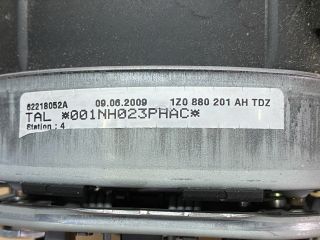 62218052A 09.06.2009 1Z0 880 201 AH TDZ
TAL *001NH023PHAC*
Station : 4